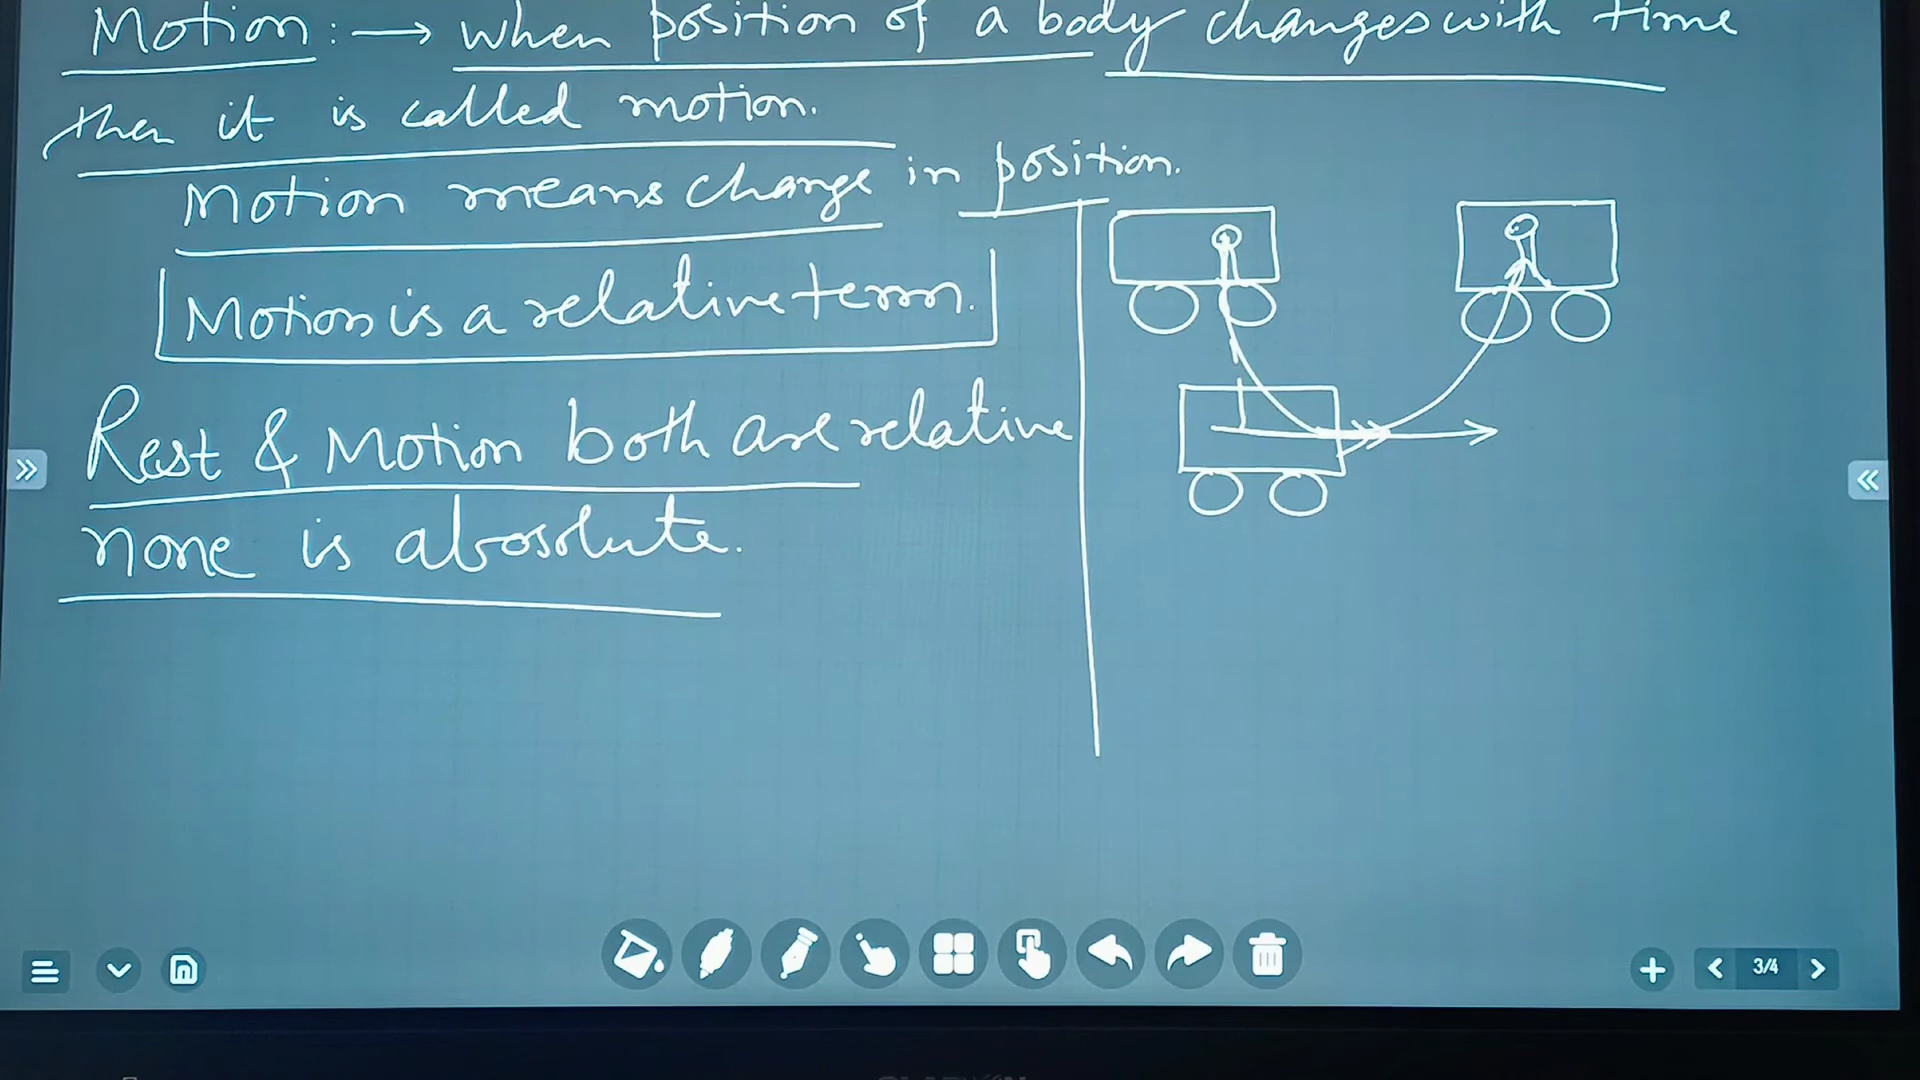 Motion :→ When position of a body changes with time
then it is called motion.
Motion means change in position.
Motion is a relative term.
Rest & Motion both are relative
none is abosolute.
3/4